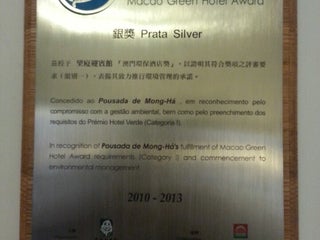 Macao Green Hotel Award
銀獎 Prata Silver
茲授予 望廈迎賓館「澳門環保酒店獎」，以證明其符合獎項之評審要
求（組別一），表揚其致力推行環境管理的承諾。
Concedido ao Pousada de Mong-Há , em reconhecimento pelo
compromisso com a gestão ambiental, bem como pelo preenchimento dos
requisitos do Prémio Hotel Verde (Categoria I).
In recognition of Pousada de Mong-Há's fulfillment of Macao Green
Hotel Award requirements (Category I) and commencement to
environmental management.
2010 - 2013